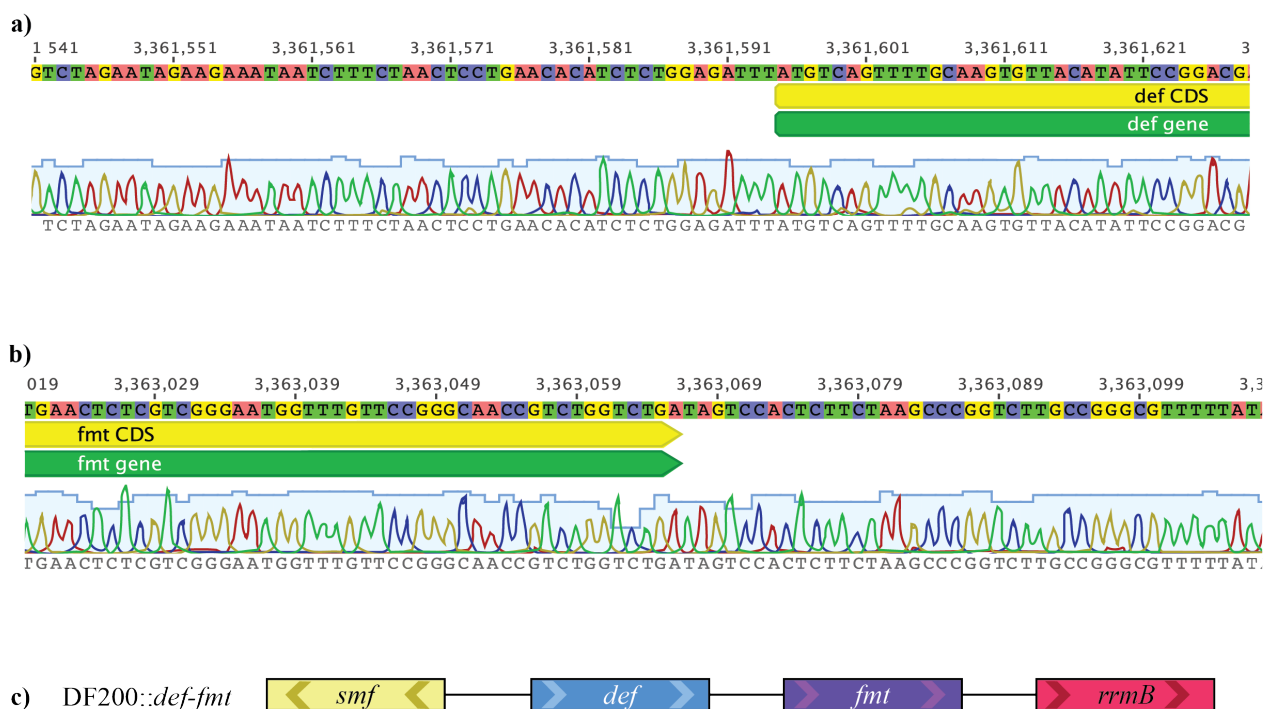 a)
1 541 3,361,551 3,361,561 3,361,571 3,361,581 3,361,591 3,361,601 3,361,611 3,361,621 3
GTCTAGAATAGAAGAAATAATCTTTCTAACTCCTGAACACATCTCTGGAGATTTATGTCAGTTTTGCAAGTGTTACATATTCCGGACG
def CDS
def gene
TCTAGAATAGAAGAAATAATCTTTCTAACTCCTGAACACATCTCTGGAGATTTATGTCAGTTTTGCAAGTGTTACATATTCCGGACG
b)
019 3,363,029 3,363,039 3,363,049 3,363,059 3,363,069 3,363,079 3,363,089 3,363,099 3,3
TGAACTCTCGTCGGGAATGGTTTGTTCCGGGCAACCGTCTGGTCTGATAGTCCACTCTTCTAAGCCCGGTCTTGCCGGGCGTTTTTAT
fmt CDS
fmt gene
TGAACTCTCGTCGGGAATGGTTTGTTCCGGGCAACCGTCTGGTCTGATAGTCCACTCTTCTAAGCCCGGTCTTGCCGGGCGTTTTTAT
c) DF200::def-fmt smf def fmt rrmB